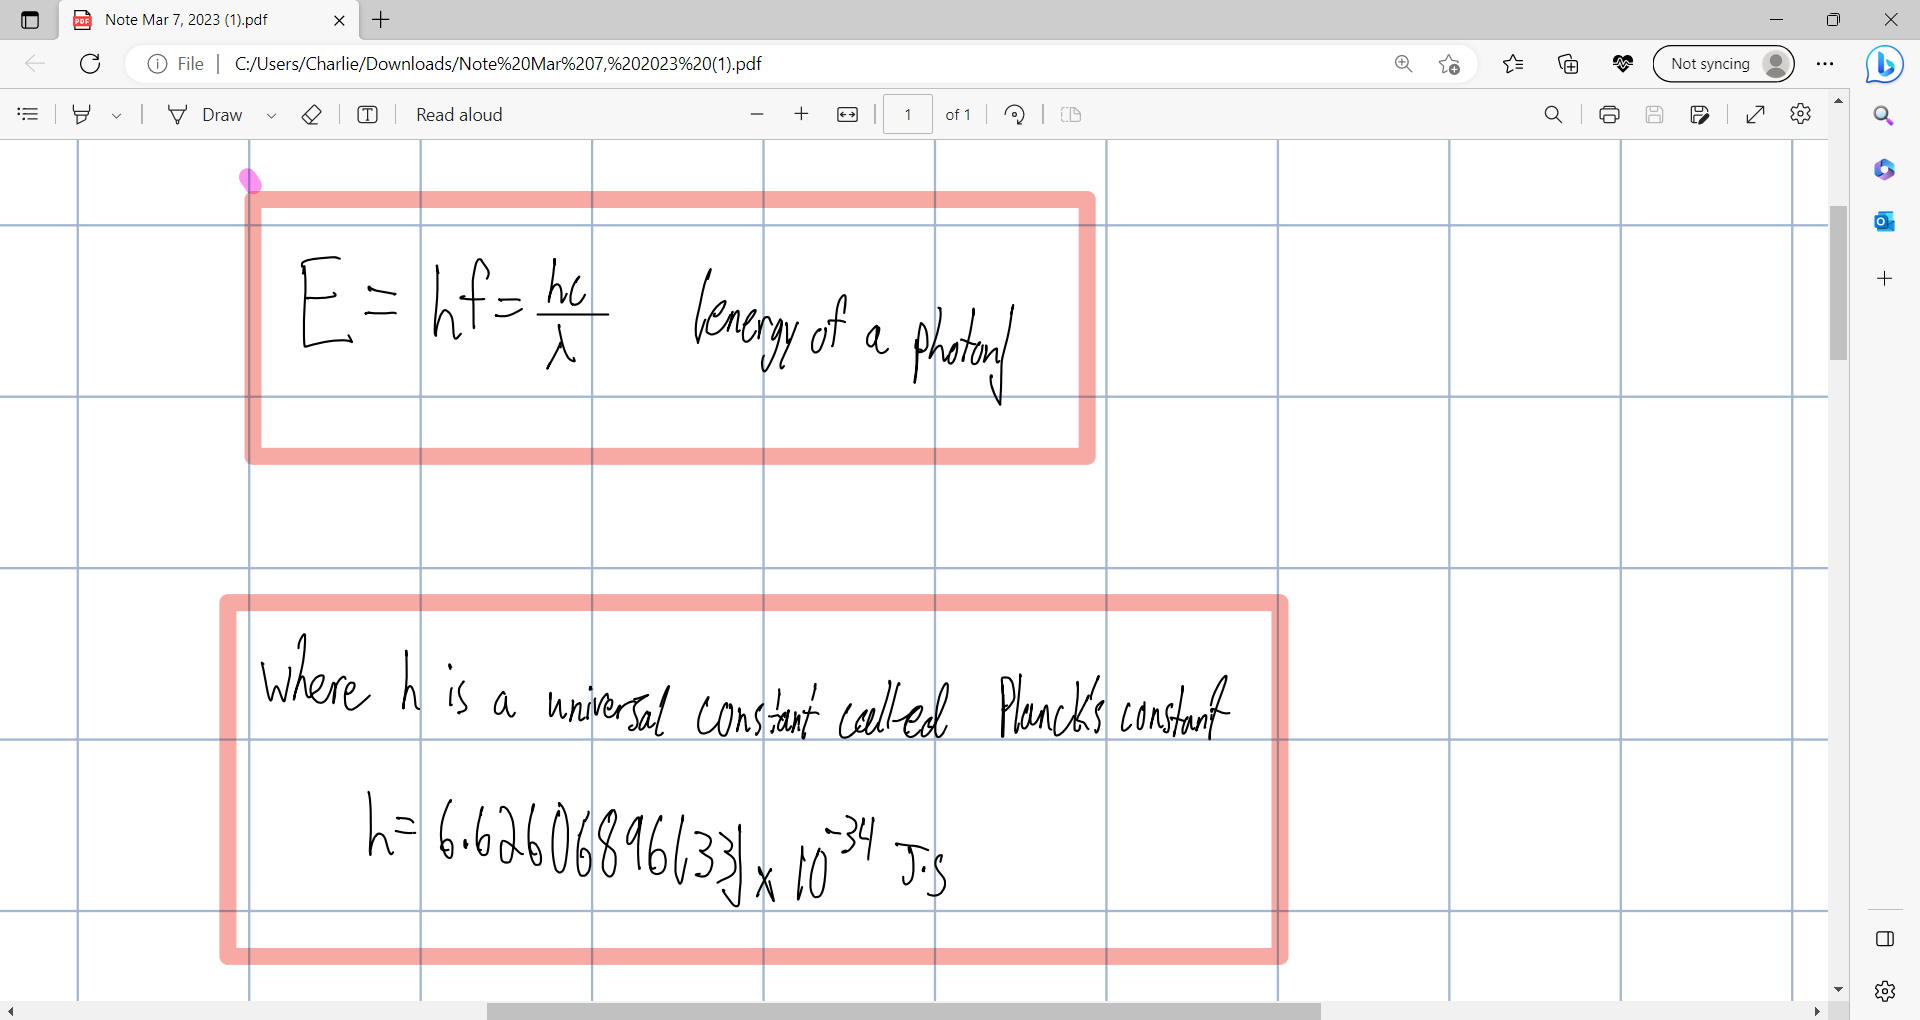 Note Mar 7, 2023 (1).pdf
File
C:/Users/Charlie/Downloads/Note%20Mar%207,%202023%20(1).pdf
Not syncing
Draw
Read aloud
1
of 1
E = hf = hc/λ (energy of a photon)
where h is a universal constant called Planck's constant
h = 6.62606896(33) x 10^-34 J·s